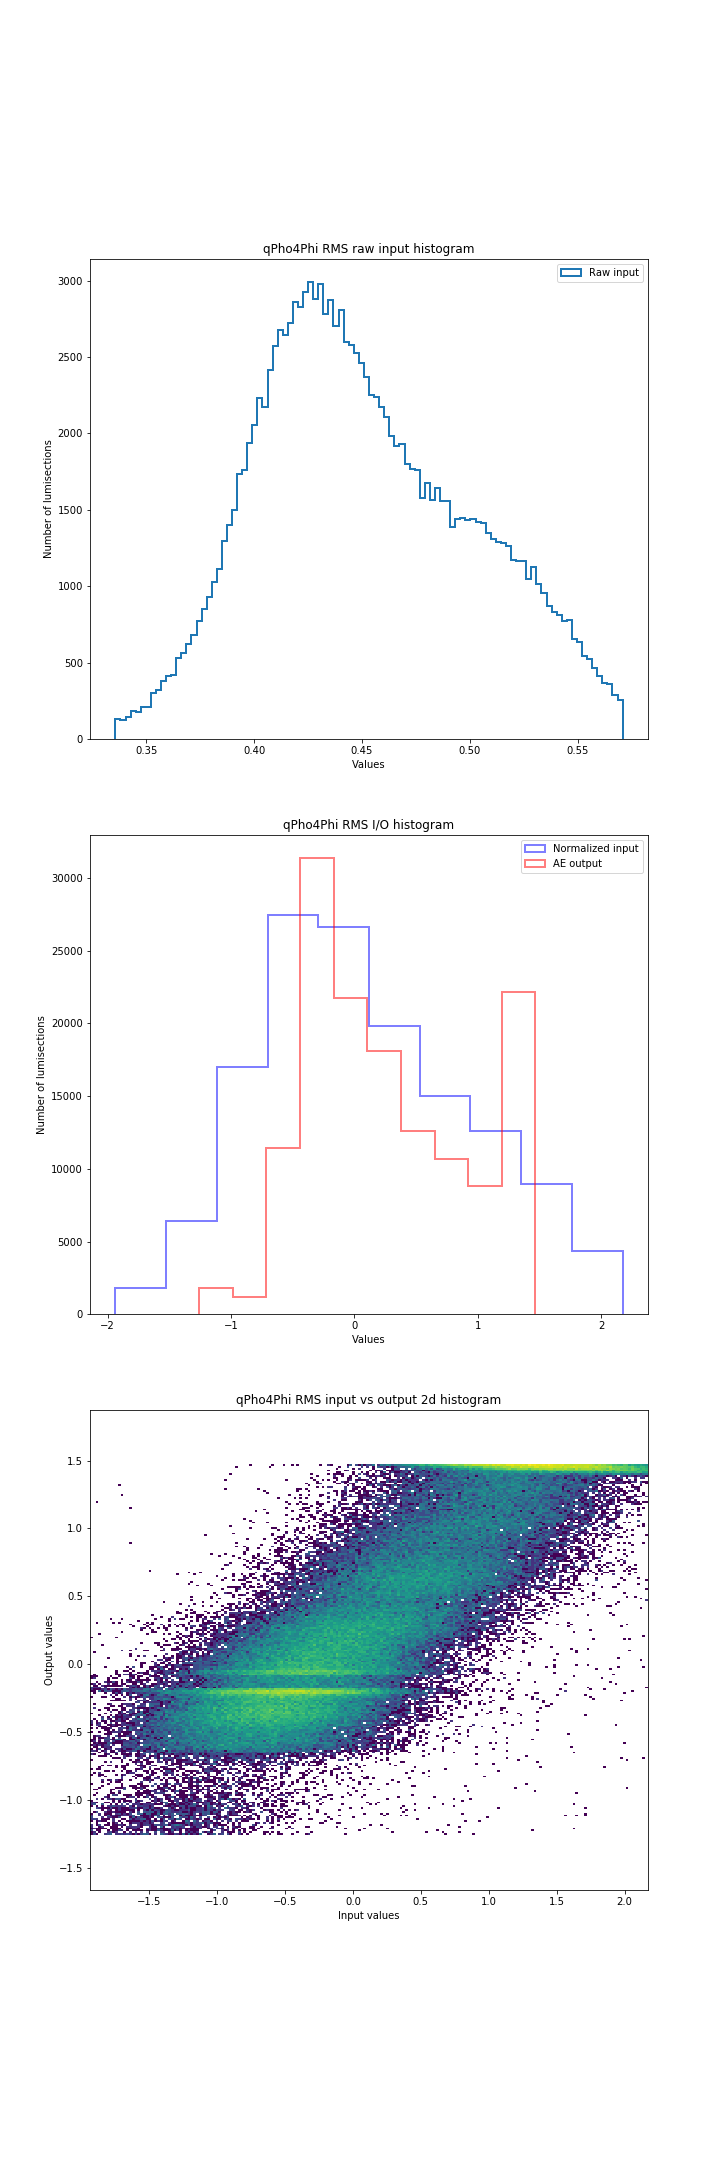 qPho4Phi RMS raw input histogram
Raw input
3000
2500
2000
1500
1000
500
0
Number of lumisections
0.35 0.40 0.45 0.50 0.55
Values
qPho4Phi RMS I/O histogram
Normalized input
AE output
30000
25000
20000
15000
10000
5000
0
Number of lumisections
−2 −1 0 1 2
Values
qPho4Phi RMS input vs output 2d histogram
1.5
1.0
0.5
0.0
−0.5
−1.0
−1.5
Output values
−1.5 −1.0 −0.5 0.0 0.5 1.0 1.5 2.0
Input values